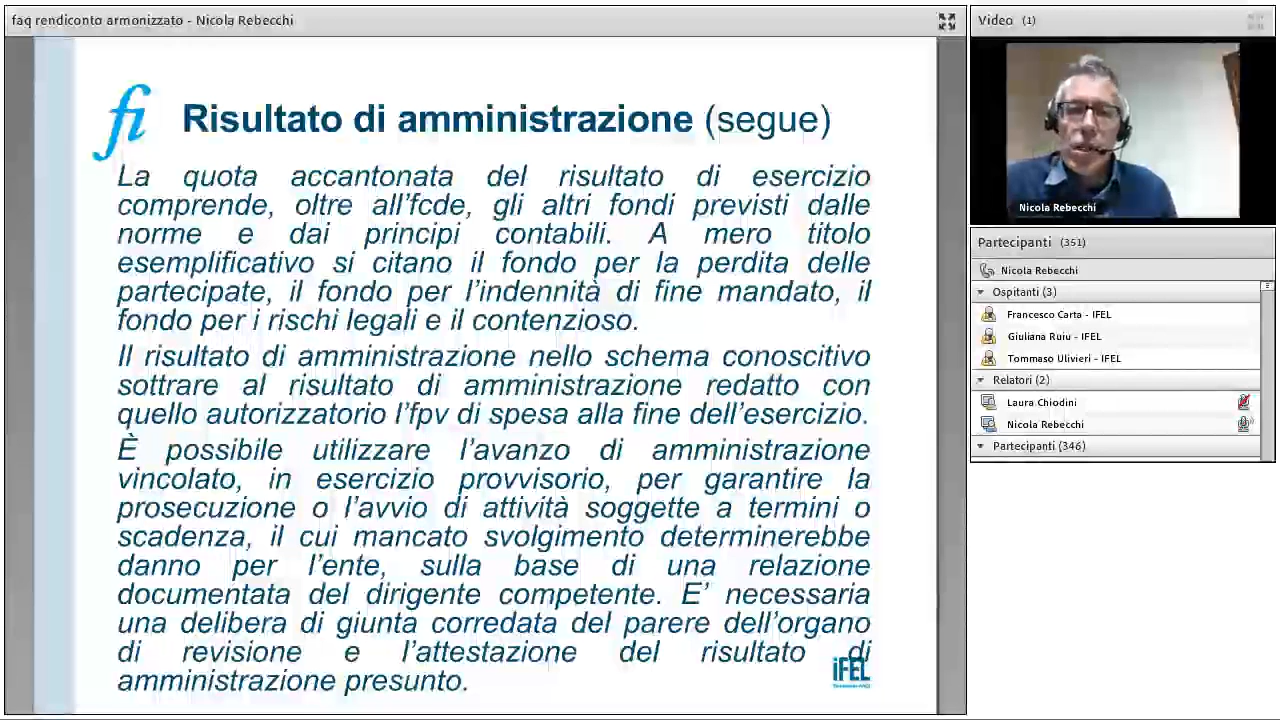 faq rendiconto armonizzato - Nicola Rebecchi
fi
Risultato di amministrazione (segue)
La quota accantonata del risultato di esercizio
comprende, oltre all'fcde, gli altri fondi previsti dalle
norme e dai principi contabili. A mero titolo
esemplificativo si citano il fondo per la perdita delle
partecipate, il fondo per l'indennità di fine mandato, il
fondo per i rischi legali e il contenzioso.
Il risultato di amministrazione nello schema conoscitivo
sottrare al risultato di amministrazione redatto con
quello autorizzatorio l'fpv di spesa alla fine dell'esercizio.
È possibile utilizzare l'avanzo di amministrazione
vincolato, in esercizio provvisorio, per garantire la
prosecuzione o l'avvio di attività soggette a termini o
scadenza, il cui mancato svolgimento determinerebbe
danno per l'ente, sulla base di una relazione
documentata del dirigente competente. E' necessaria
una delibera di giunta corredata del parere dell'organo
di revisione e l'attestazione del risultato di
amministrazione presunto.
iFEL
Video (1)
Nicola Rebecchi
Partecipanti (351)
Nicola Rebecchi
Ospitanti (3)
Francesco Carta - IFEL
Giuliana Ruiu - IFEL
Tommaso Ulivieri - IFEL
Relatori (2)
Laura Chiodini
Nicola Rebecchi
Partecipanti (346)